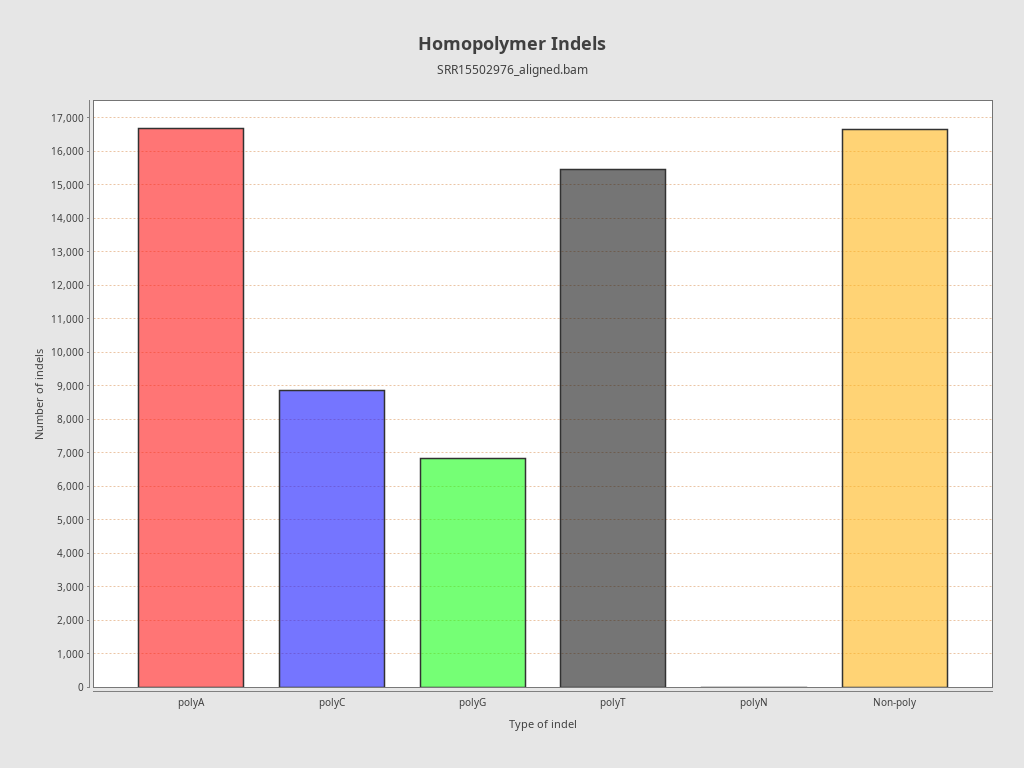 Homopolymer Indels
SRR15502976_aligned.bam
17,000
16,000
15,000
14,000
13,000
12,000
11,000
10,000
9,000
8,000
7,000
6,000
5,000
4,000
3,000
2,000
1,000
0
Number of indels
polyA
polyC
polyG
polyT
polyN
Non-poly
Type of indel